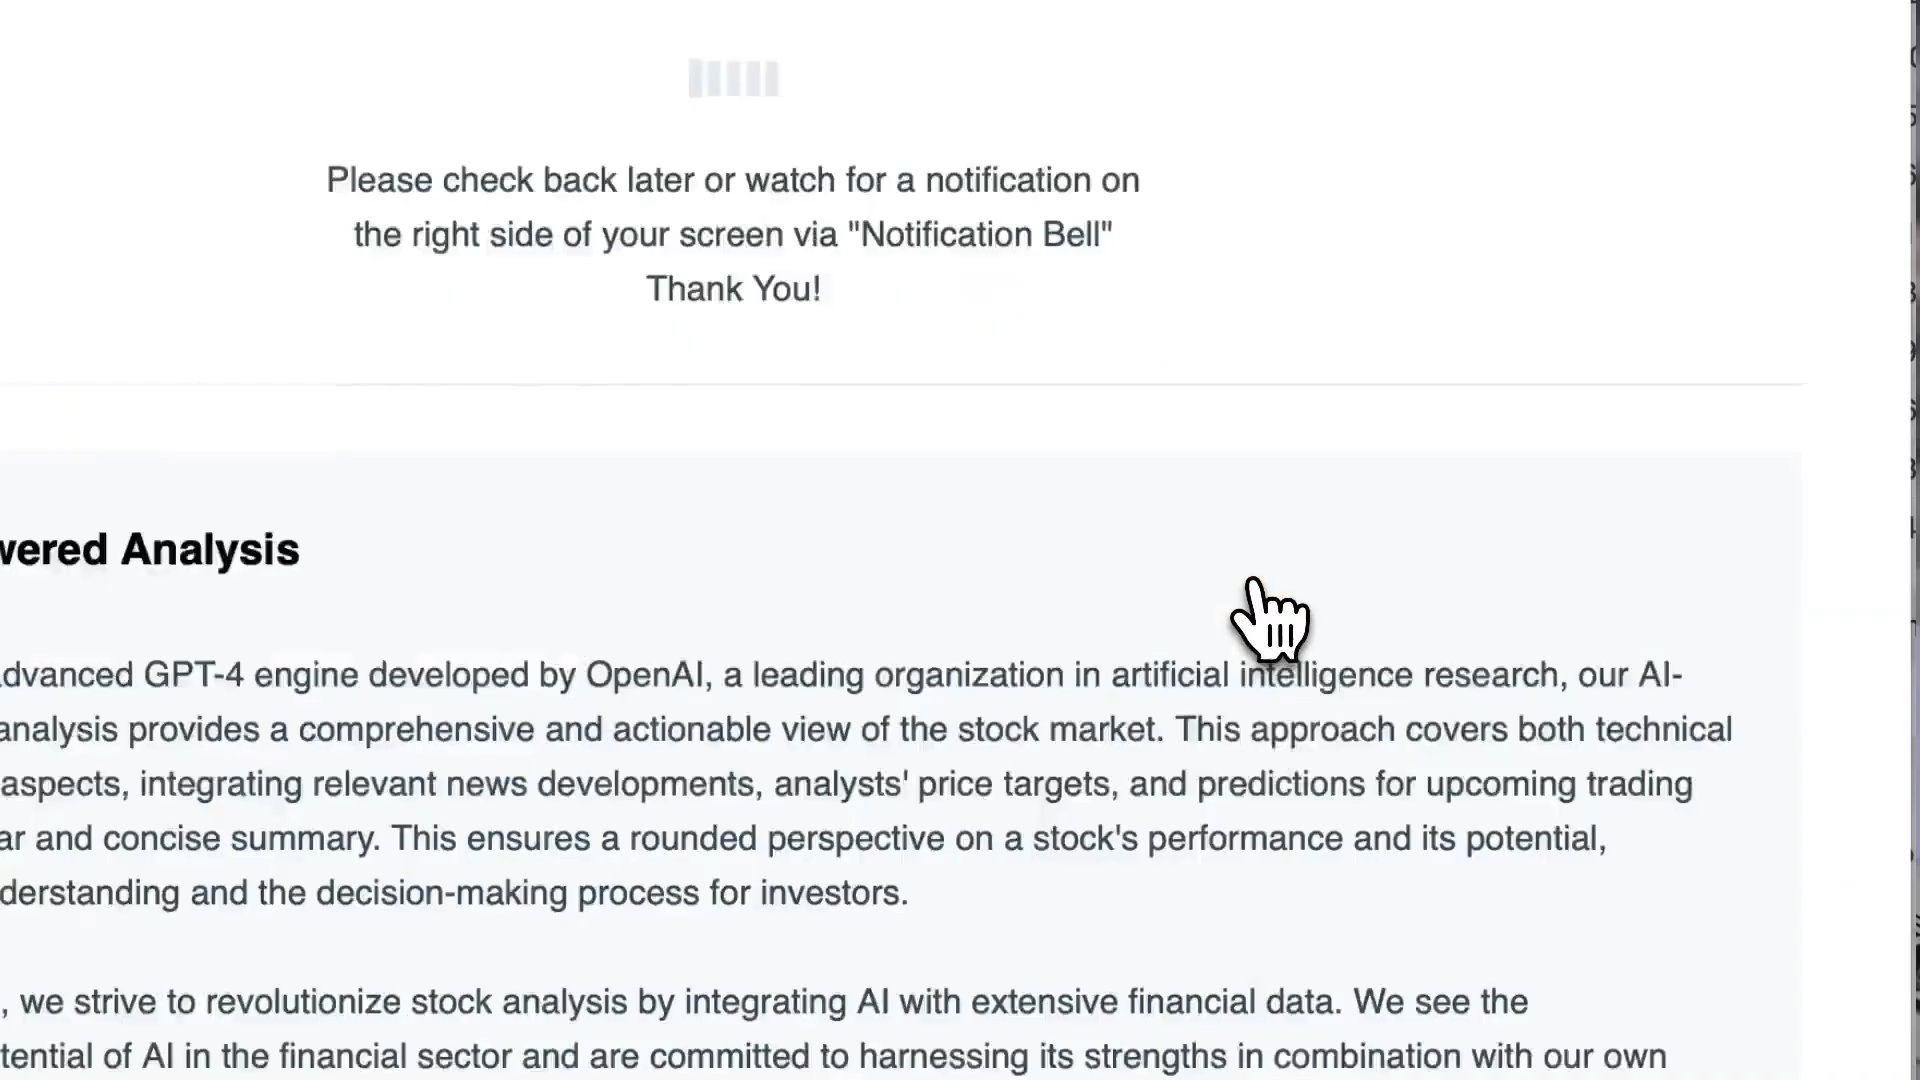 Please check back later or watch for a notification on
the right side of your screen via "Notification Bell"
Thank You!
wered Analysis
dvanced GPT-4 engine developed by OpenAI, a leading organization in artificial intelligence research, our AI-
analysis provides a comprehensive and actionable view of the stock market. This approach covers both technical
aspects, integrating relevant news developments, analysts' price targets, and predictions for upcoming trading
ar and concise summary. This ensures a rounded perspective on a stock's performance and its potential,
derstanding and the decision-making process for investors.
, we strive to revolutionize stock analysis by integrating AI with extensive financial data. We see the
tential of AI in the financial sector and are committed to harnessing its strengths in combination with our own